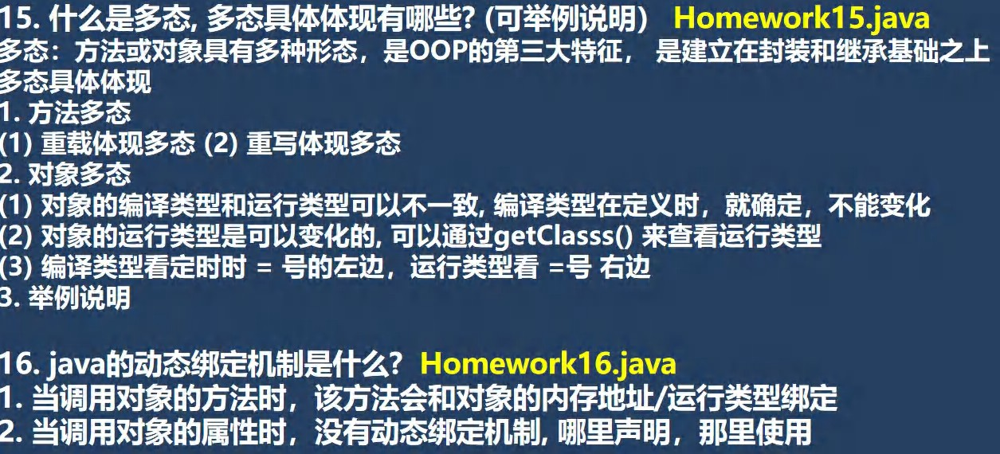 15. 什么是多态, 多态具体体现有哪些? (可举例说明) Homework15.java
多态：方法或对象具有多种形态，是OOP的第三大特征， 是建立在封装和继承基础之上
多态具体体现
1. 方法多态
(1) 重载体现多态 (2) 重写体现多态
2. 对象多态
(1) 对象的编译类型和运行类型可以不一致, 编译类型在定义时，就确定，不能变化
(2) 对象的运行类型是可以变化的, 可以通过getClasss() 来查看运行类型
(3) 编译类型看定时时 = 号的左边，运行类型看 =号 右边
3. 举例说明
16. java的动态绑定机制是什么? Homework16.java
1. 当调用对象的方法时，该方法会和对象的内存地址/运行类型绑定
2. 当调用对象的属性时，没有动态绑定机制, 哪里声明，那里使用